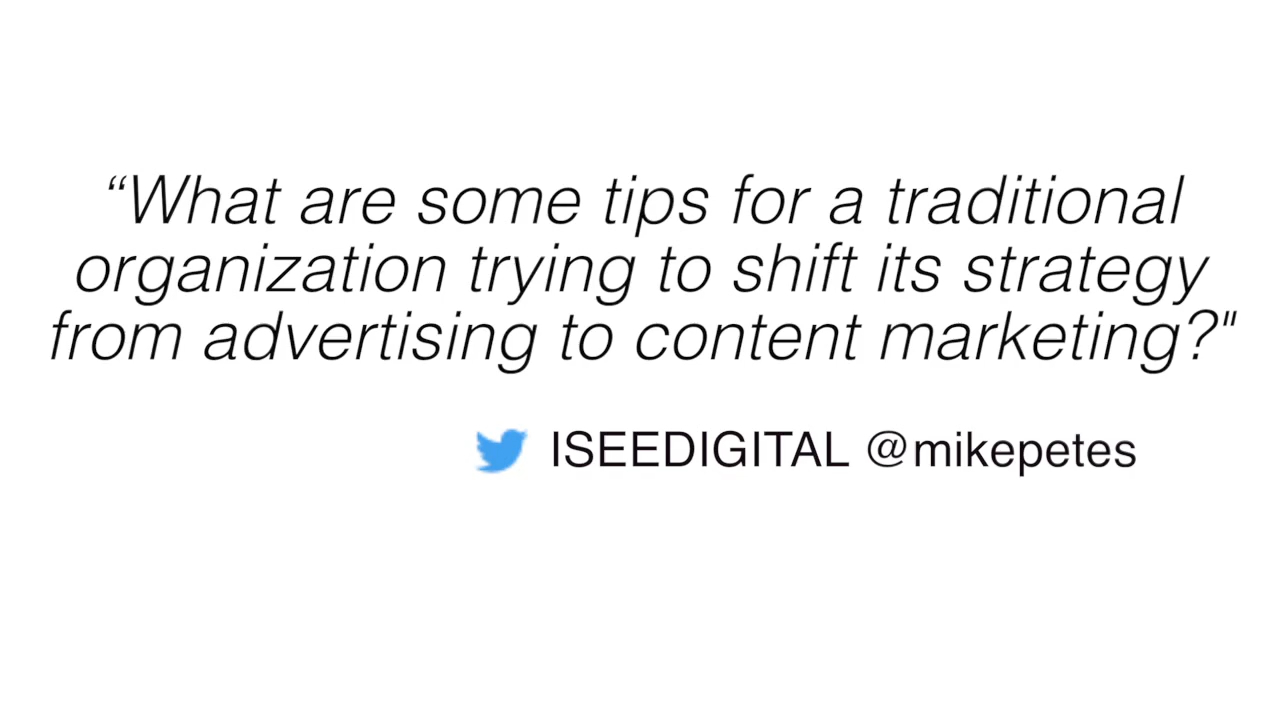 “What are some tips for a traditional
organization trying to shift its strategy
from advertising to content marketing?"
ISEEDIGITAL @mikepetes